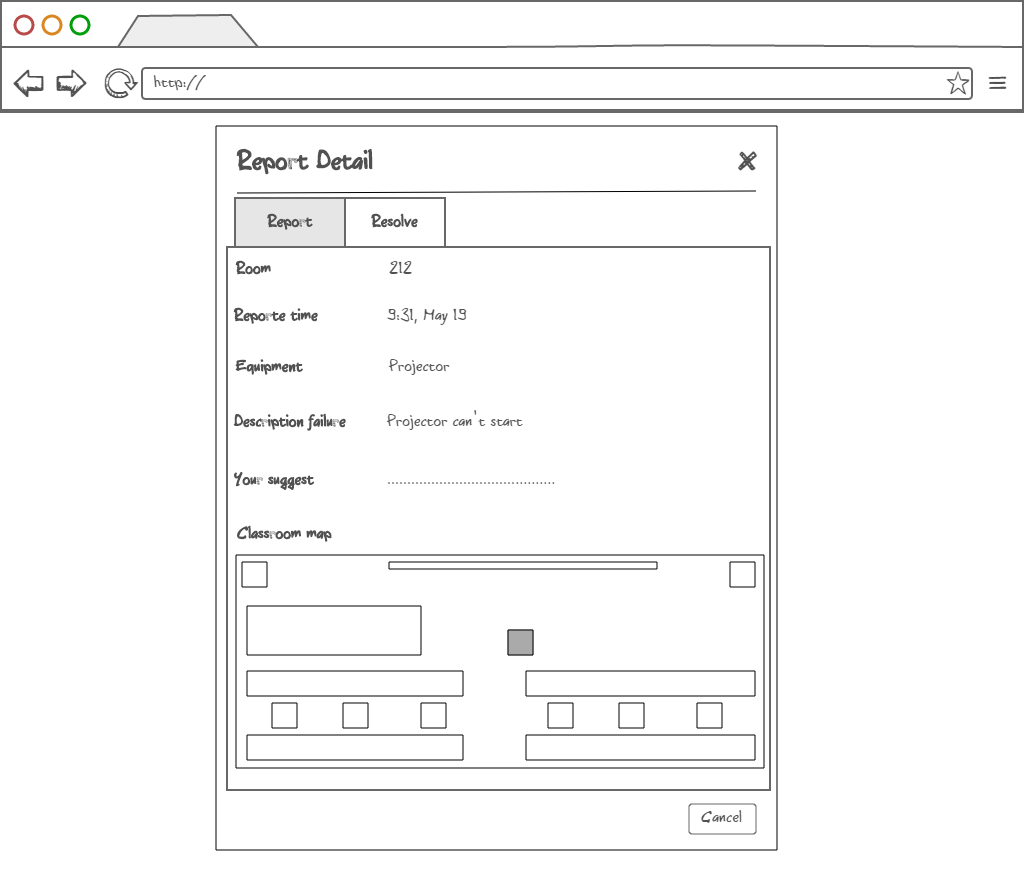 http://
Report Detail
Report Resolve
Room 212
Reporte time 9:31, May 19
Equipment Projector
Description failure Projector can't start
Your suggest ..........................................
Classroom map
Cancel